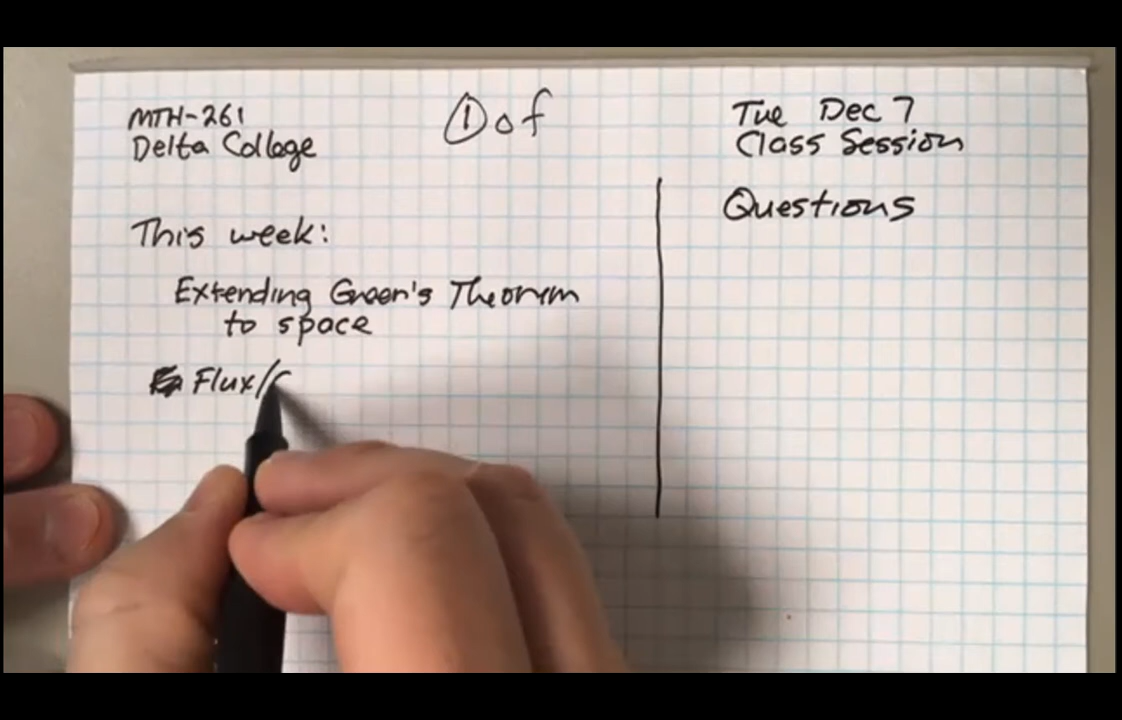 MTH-261
Delta College
① of
Tue Dec 7
Class Session
This week:
Extending Green's Theorem
to space
Flux/
Questions